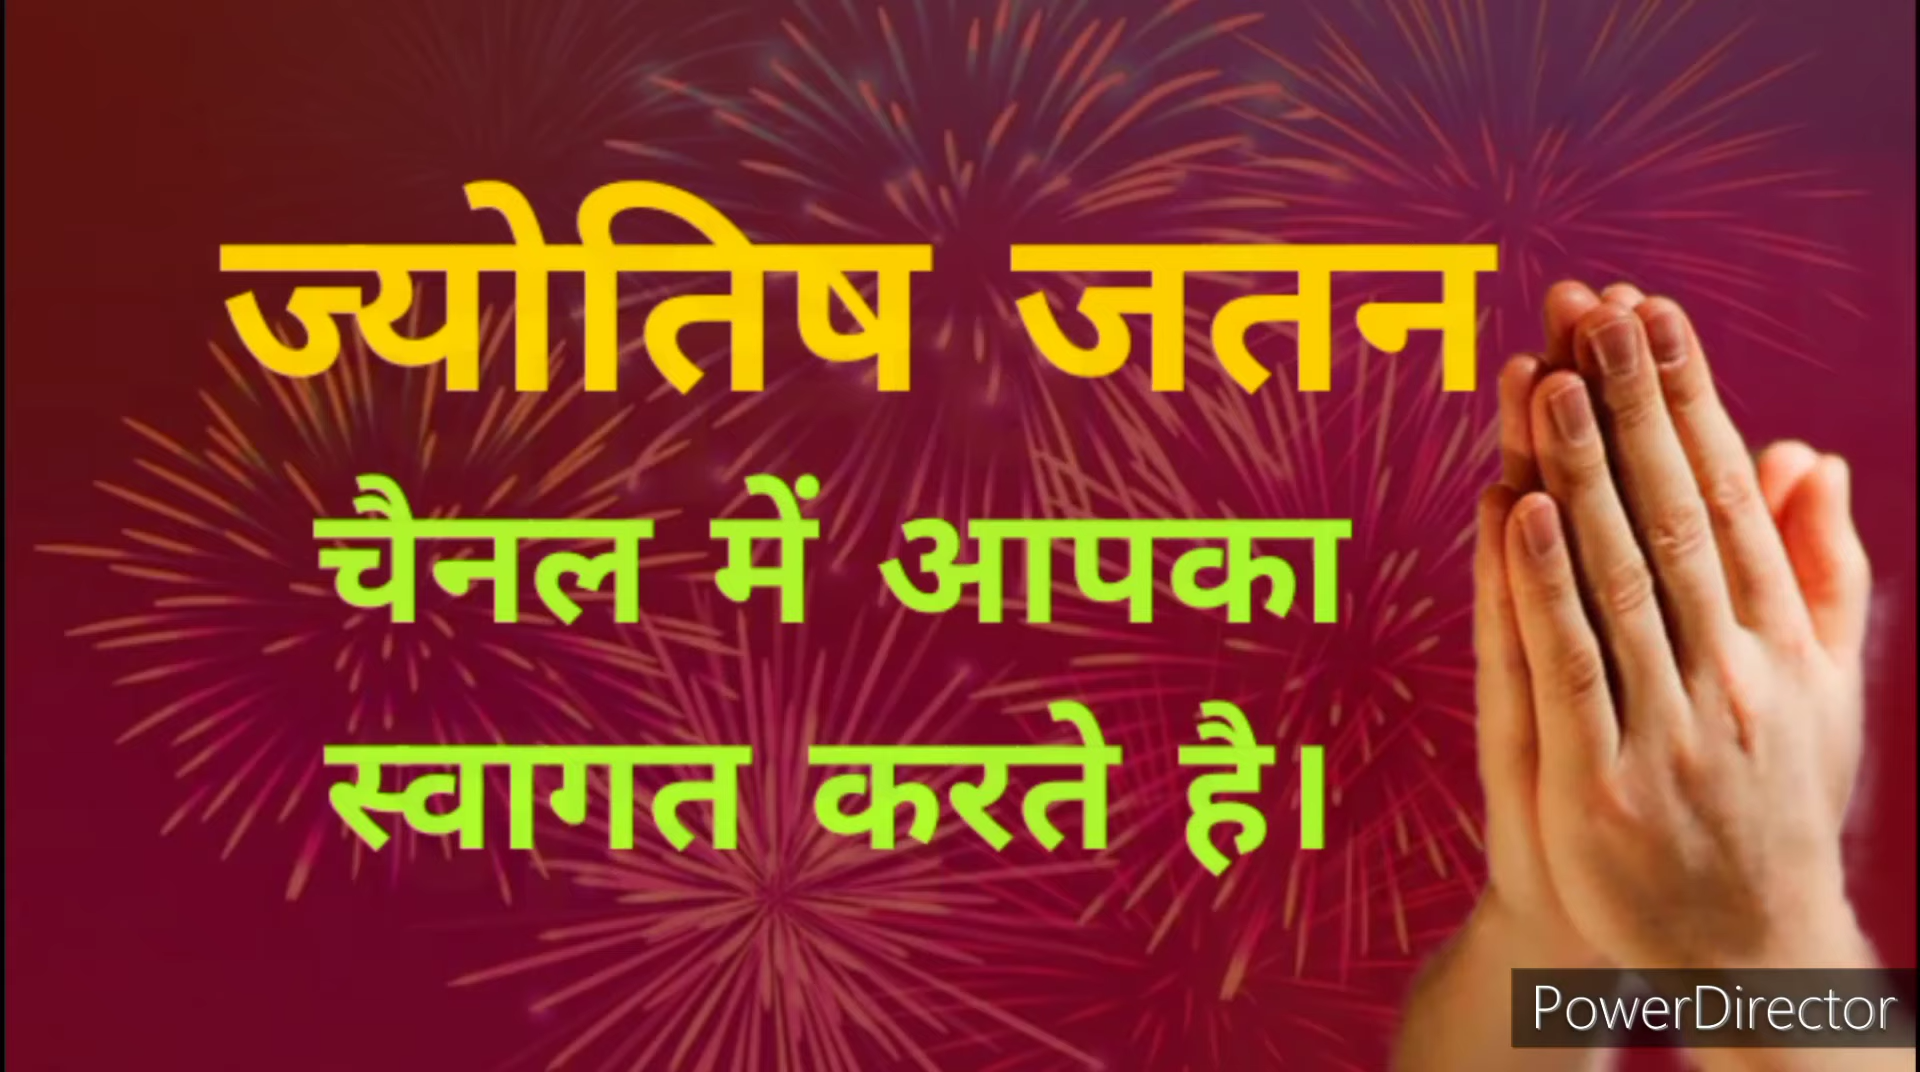 ज्योतिष जतन
चैनल में आपका
स्वागत करते है।
PowerDirector